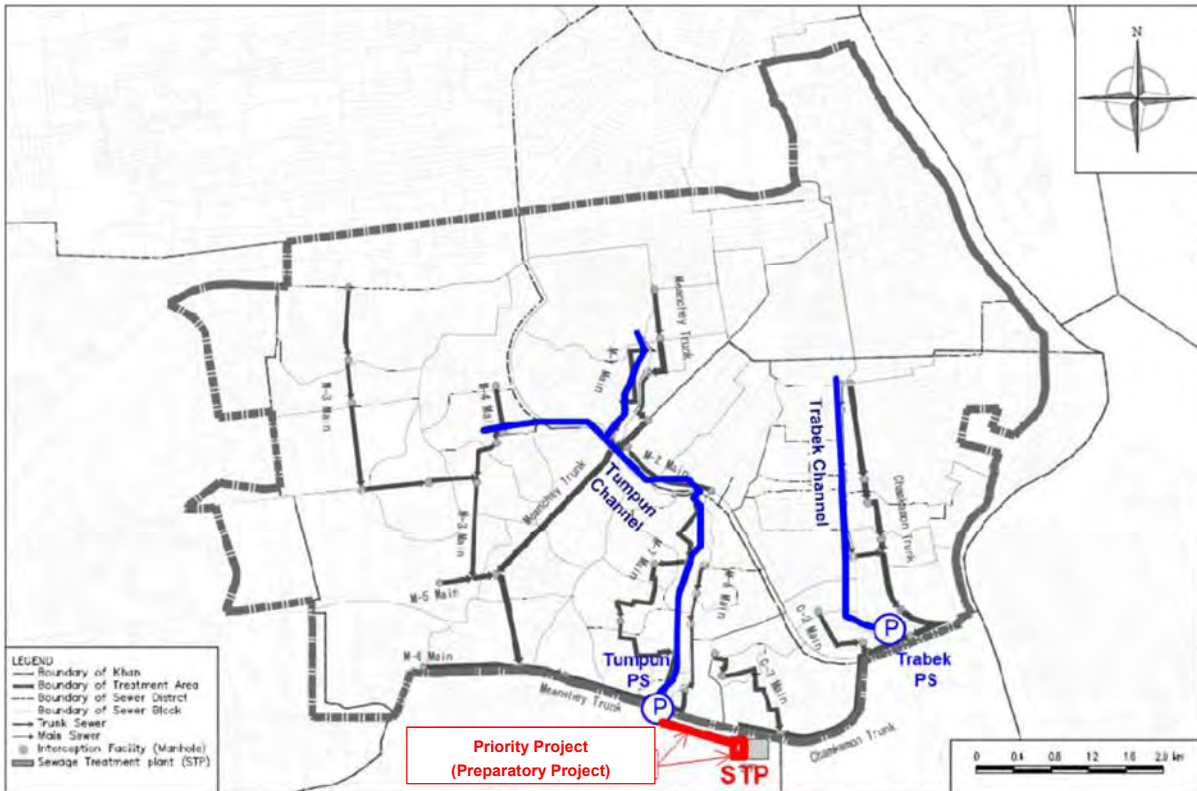 N
Meanchey Trunk
M-1 Main
M-3 Main
M-4 Main
M-2 Main
Tumpun
Channel
Meanchey Trunk
Trabek Channel
Chamkamon Trunk
M-3 Main
M-5 Main
M-7 Main
M-6 Main
C-2 Main
P
Trabek
PS
M-4 Main
Tumpun
PS
Meanchey Trunk
P
C-7 Main
Chamkamon Trunk
Priority Project
(Preparatory Project)
STP
LEGEND
Boundary of Khan
Boundary of Treatment Area
Boundary of Sewer District
Boundary of Sewer Block
Trunk Sewer
Main Sewer
Interception Facility (Manhole)
Sewage Treatment plant (STP)
0 0.4 0.8 1.2 1.6 2.0 km